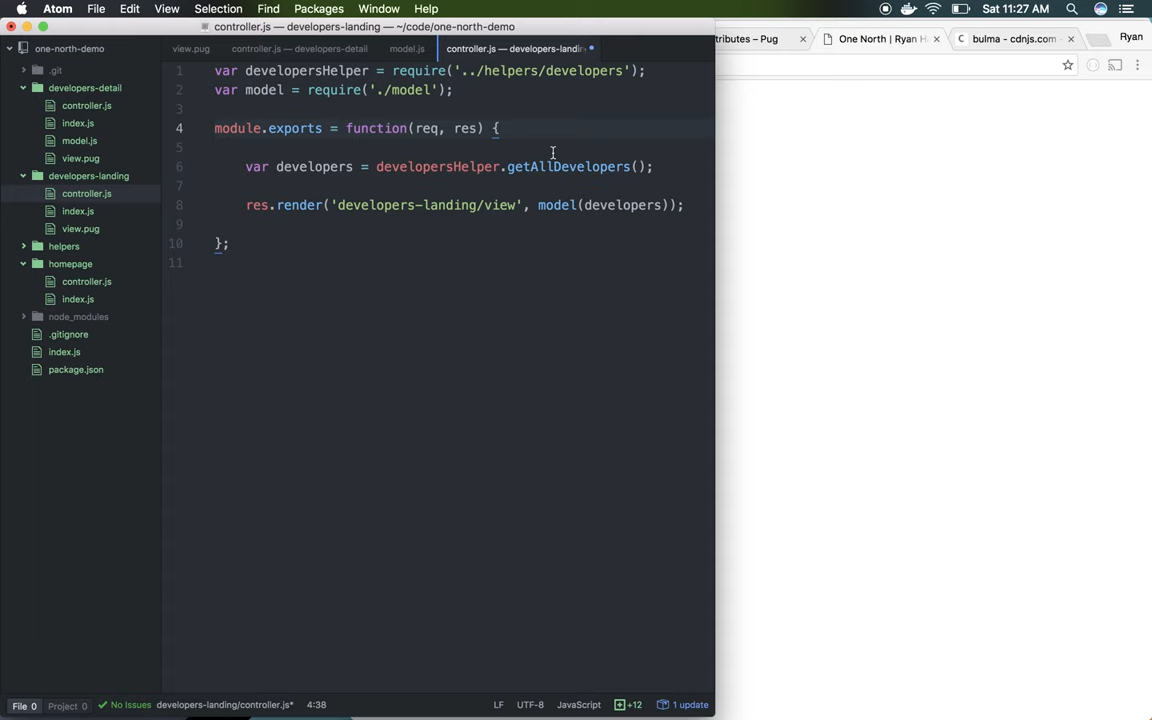 Atom File Edit View Selection Find Packages Window Help Sat 11:27 AM
controller.js — developers-landing — ~/code/one-north-demo
one-north-demo
.git
developers-detail
controller.js
index.js
model.js
view.pug
developers-landing
controller.js
index.js
view.pug
helpers
homepage
controller.js
index.js
node_modules
.gitignore
index.js
package.json
view.pug controller.js — developers-detail model.js controller.js — developers-landin
1 var developersHelper = require('../helpers/developers');
2 var model = require('./model');
3
4 module.exports = function(req, res) {
5
6 var developers = developersHelper.getAllDevelopers();
7
8 res.render('developers-landing/view', model(developers));
9
10 };
11
File 0 Project 0 No Issues developers-landing/controller.js* 4:38 LF UTF-8 JavaScript +12 1 update
tributes – Pug One North | Ryan H bulma - cdnjs.com Ryan